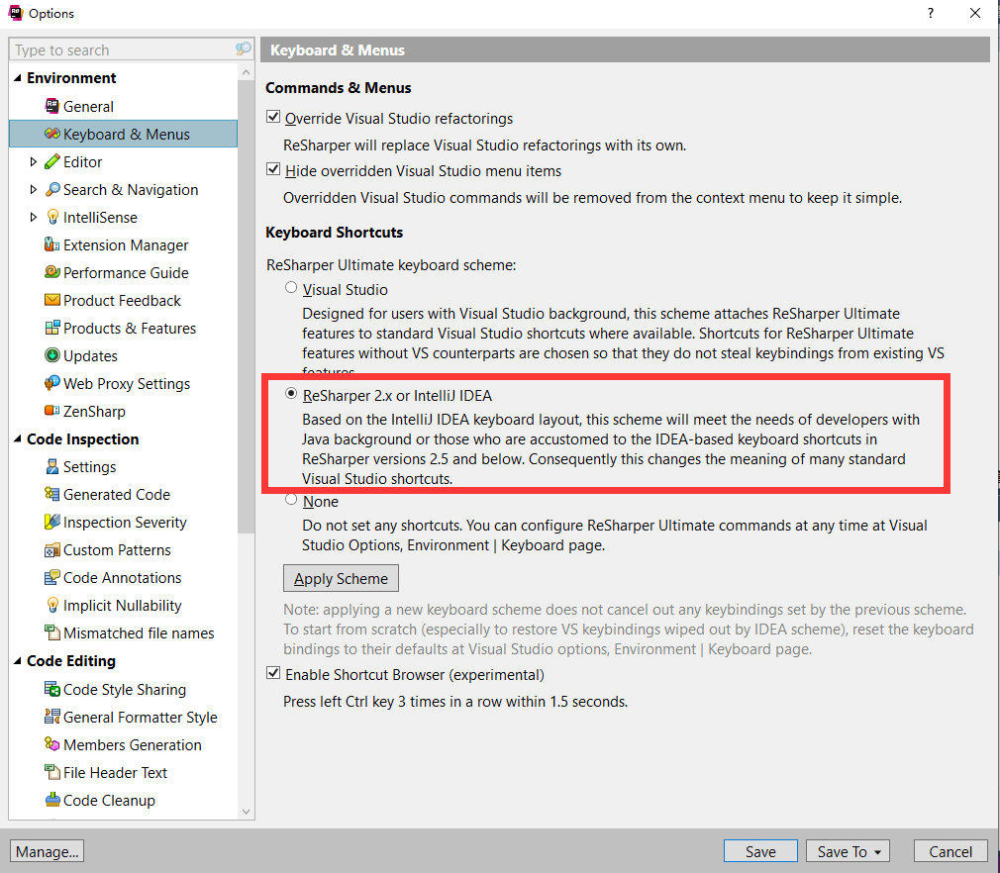 Options
?
Type to search
Environment
General
Keyboard & Menus
Editor
Search & Navigation
IntelliSense
Extension Manager
Performance Guide
Product Feedback
Products & Features
Updates
Web Proxy Settings
ZenSharp
Code Inspection
Settings
Generated Code
Inspection Severity
Custom Patterns
Code Annotations
Implicit Nullability
Mismatched file names
Code Editing
Code Style Sharing
General Formatter Style
Members Generation
File Header Text
Code Cleanup
Keyboard & Menus
Commands & Menus
Override Visual Studio refactorings
ReSharper will replace Visual Studio refactorings with its own.
Hide overridden Visual Studio menu items
Overridden Visual Studio commands will be removed from the context menu to keep it simple.
Keyboard Shortcuts
ReSharper Ultimate keyboard scheme:
Visual Studio
Designed for users with Visual Studio background, this scheme attaches ReSharper Ultimate
features to standard Visual Studio shortcuts where available. Shortcuts for ReSharper Ultimate
features without VS counterparts are chosen so that they do not steal keybindings from existing VS
features.
ReSharper 2.x or IntelliJ IDEA
Based on the IntelliJ IDEA keyboard layout, this scheme will meet the needs of developers with
Java background or those who are accustomed to the IDEA-based keyboard shortcuts in
ReSharper versions 2.5 and below. Consequently this changes the meaning of many standard
Visual Studio shortcuts.
None
Do not set any shortcuts. You can configure ReSharper Ultimate commands at any time at Visual
Studio Options, Environment | Keyboard page.
Apply Scheme
Note: applying a new keyboard scheme does not cancel out any keybindings set by the previous scheme.
To start from scratch (especially to restore VS keybindings wiped out by IDEA scheme), reset the keyboard
bindings to their defaults at Visual Studio options, Environment | Keyboard page.
Enable Shortcut Browser (experimental)
Press left Ctrl key 3 times in a row within 1.5 seconds.
Manage...
Save
Save To
Cancel